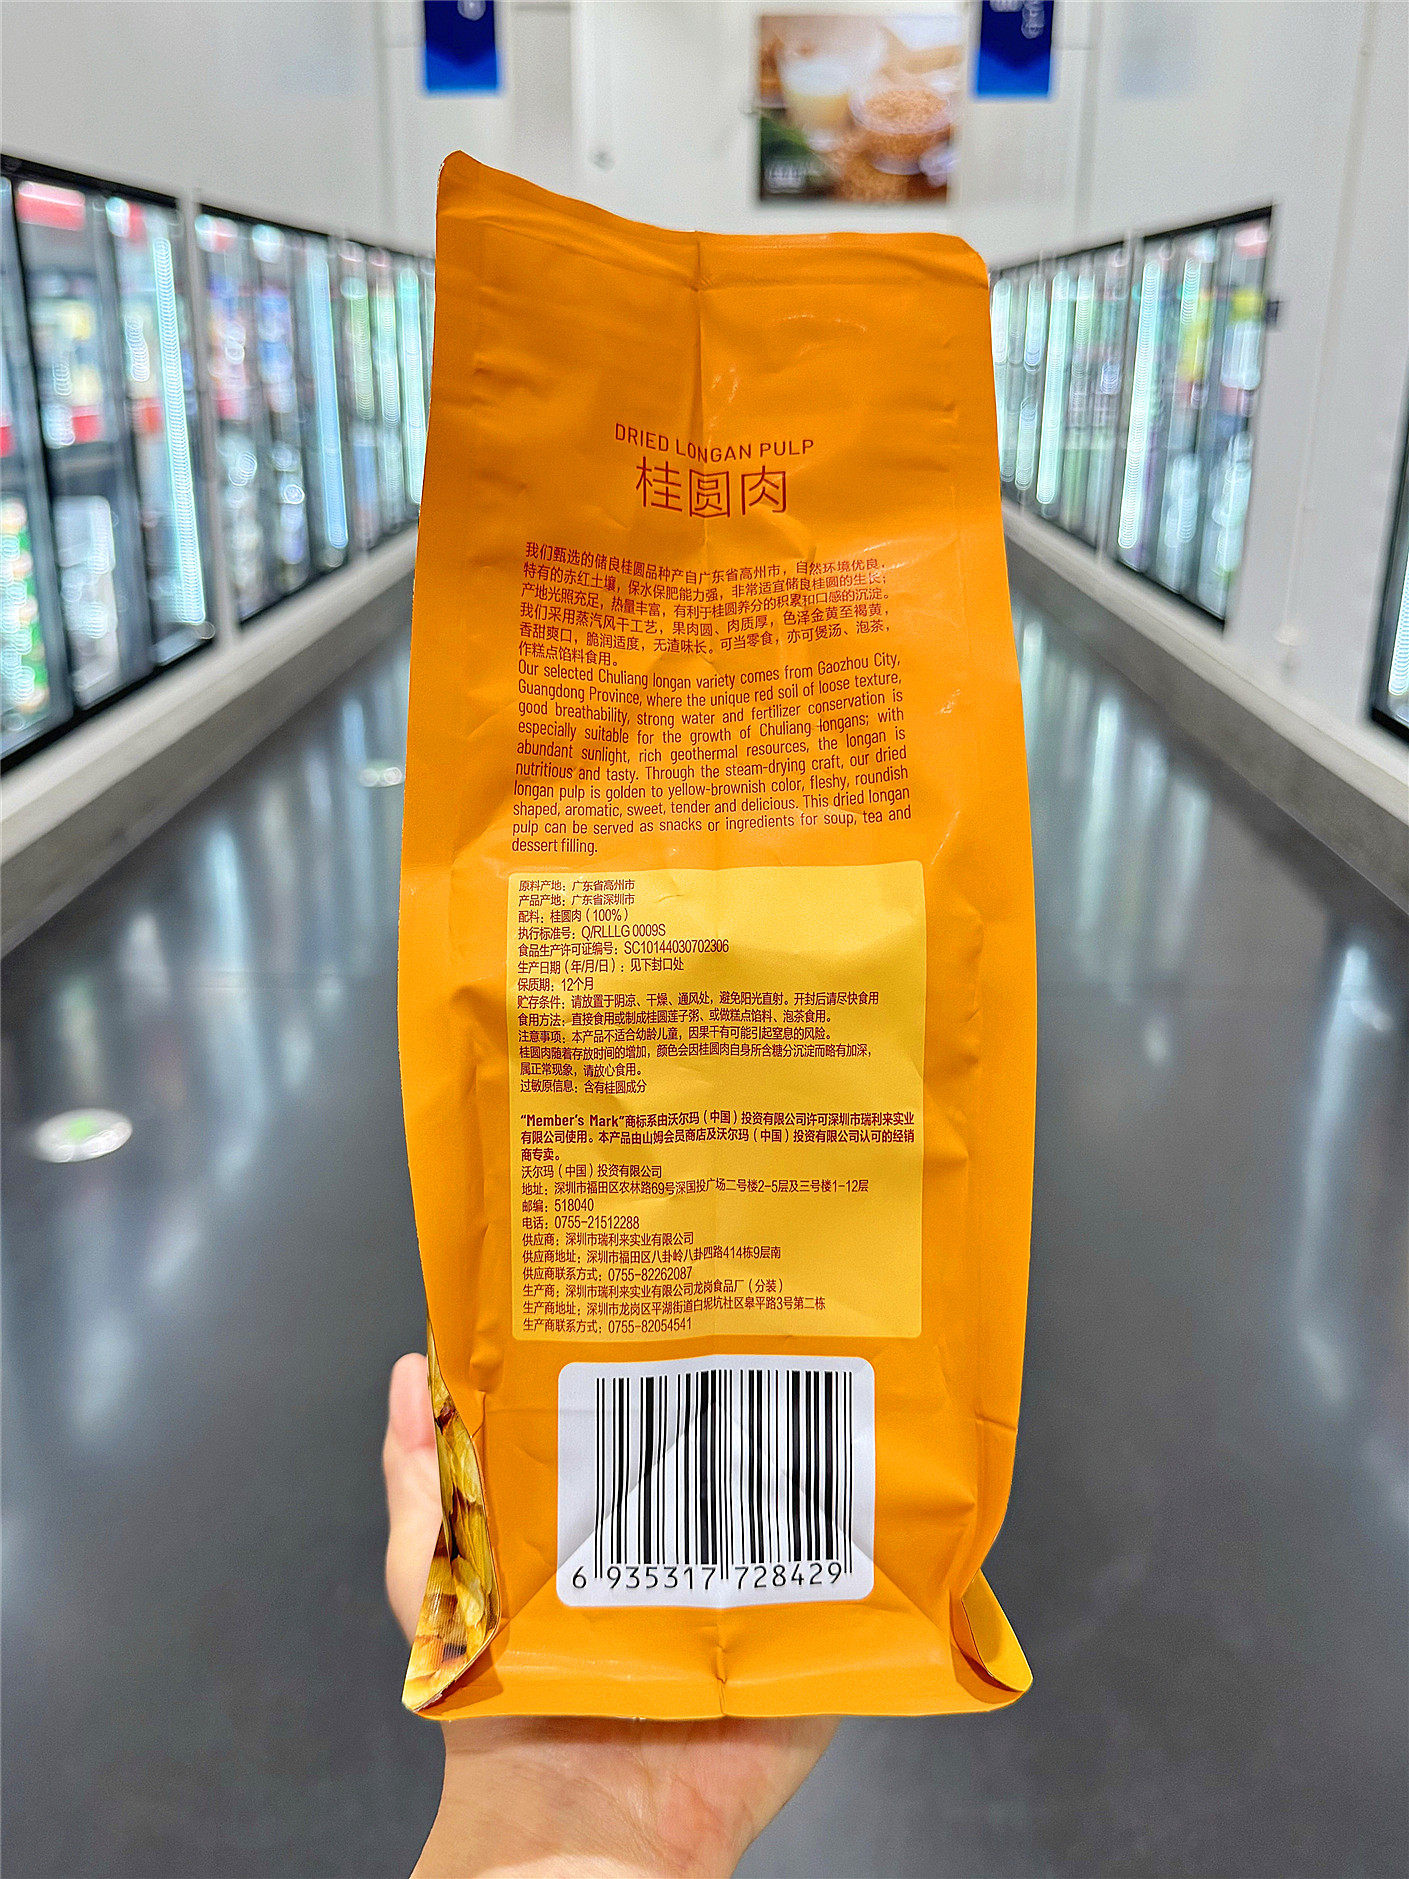 DRIED LONGAN PULP
桂圆肉
我们甄选的储良桂圆品种产自广东省高州市，自然环境优良，
特有的赤红土壤，保水保肥能力强，非常适宜储良桂圆的生长；
产地光照充足，热量丰富，有利于桂圆养分的积累和口感的沉淀。
我们采用蒸汽风干工艺，果肉圆、肉质厚，色泽金黄至褐黄，
香甜爽口，脆润适度，无渣味长。可当零食，亦可煲汤、泡茶，
作糕点馅料食用。
Our selected Chuliang longan variety comes from Gaozhou City,
Guangdong Province, where the unique red soil of loose texture,
good breathability, strong water and fertilizer conservation is
especially suitable for the growth of Chuliang longans; with
abundant sunlight, rich geothermal resources, the longan is
nutritious and tasty. Through the steam-drying craft, our dried
longan pulp is golden to yellow-brownish color, fleshy, roundish
shaped, aromatic, sweet, tender and delicious. This dried longan
pulp can be served as snacks or ingredients for soup, tea and
dessert filling.
原料产地：广东省高州市
产品产地：广东省深圳市
配料：桂圆肉（100%）
执行标准号：Q/RLLLG 0009S
食品生产许可证编号：SC10144030702306
生产日期（年/月/日）：见下封口处
保质期：12个月
贮存条件：请放置于阴凉、干燥、通风处，避免阳光直射。开封后请尽快食用
食用方法：直接食用或制成桂圆莲子粥、或做糕点馅料、泡茶食用。
注意事项：本产品不适合幼龄儿童，因果干有可能引起窒息的风险。
桂圆肉随着存放时间的增加，颜色会因桂圆肉自身所含糖分沉淀而略有加深，
属正常现象，请放心食用。
过敏原信息：含有桂圆成分
“Member's Mark”商标系由沃尔玛（中国）投资有限公司许可深圳市瑞利来实业
有限公司使用。本产品由山姆会员商店及沃尔玛（中国）投资有限公司认可的经销
商专卖。
沃尔玛（中国）投资有限公司
地址：深圳市福田区农林路69号深国投广场二号楼2-5层及三号楼1-12层
邮编：518040
电话：0755-21512288
供应商：深圳市瑞利来实业有限公司
供应商地址：深圳市福田区八卦岭八卦四路414栋9层南
供应商联系方式：0755-82262087
生产商：深圳市瑞利来实业有限公司龙岗食品厂（分装）
生产商地址：深圳市龙岗区平湖街道白坭坑社区皋平路3号第二栋
生产商联系方式：0755-82054541
6 935317 728429